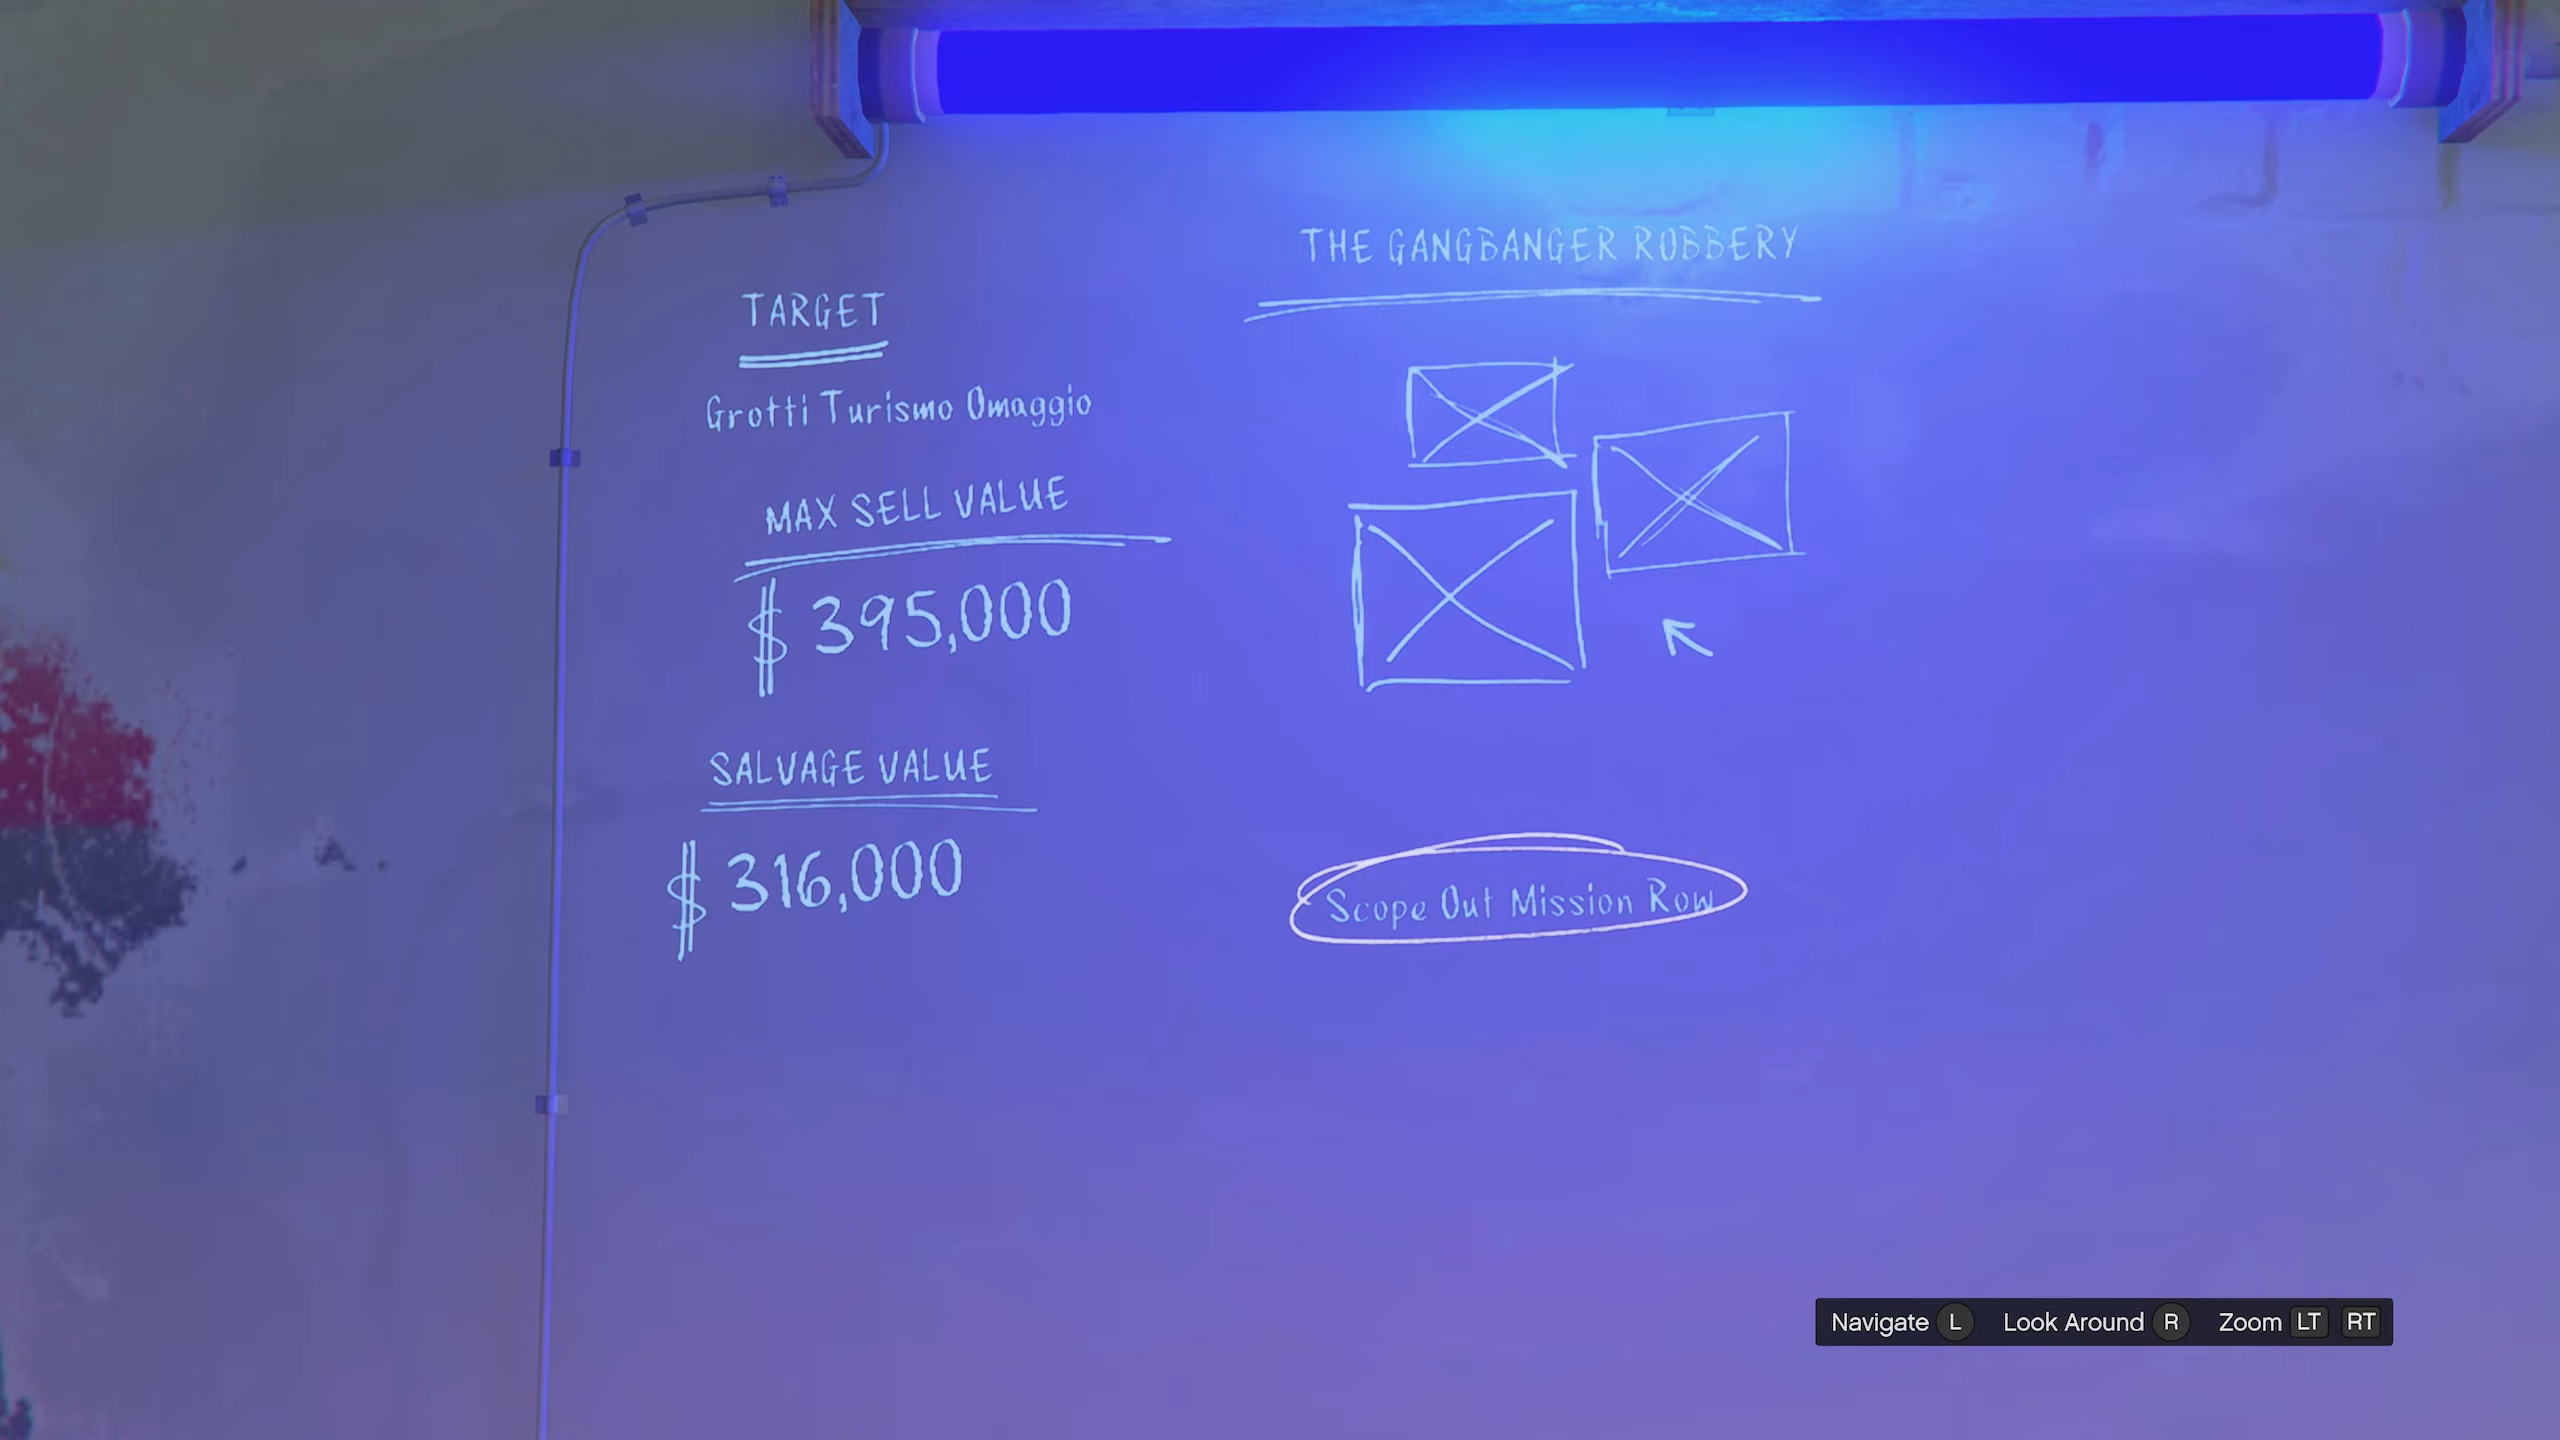 THE GANGBANGER ROBBERY
TARGET
Grotti Turismo Omaggio
MAX SELL VALUE
$ 395,000
SALVAGE VALUE
$ 316,000
Scope Out Mission Row
Navigate L Look Around R Zoom LT RT